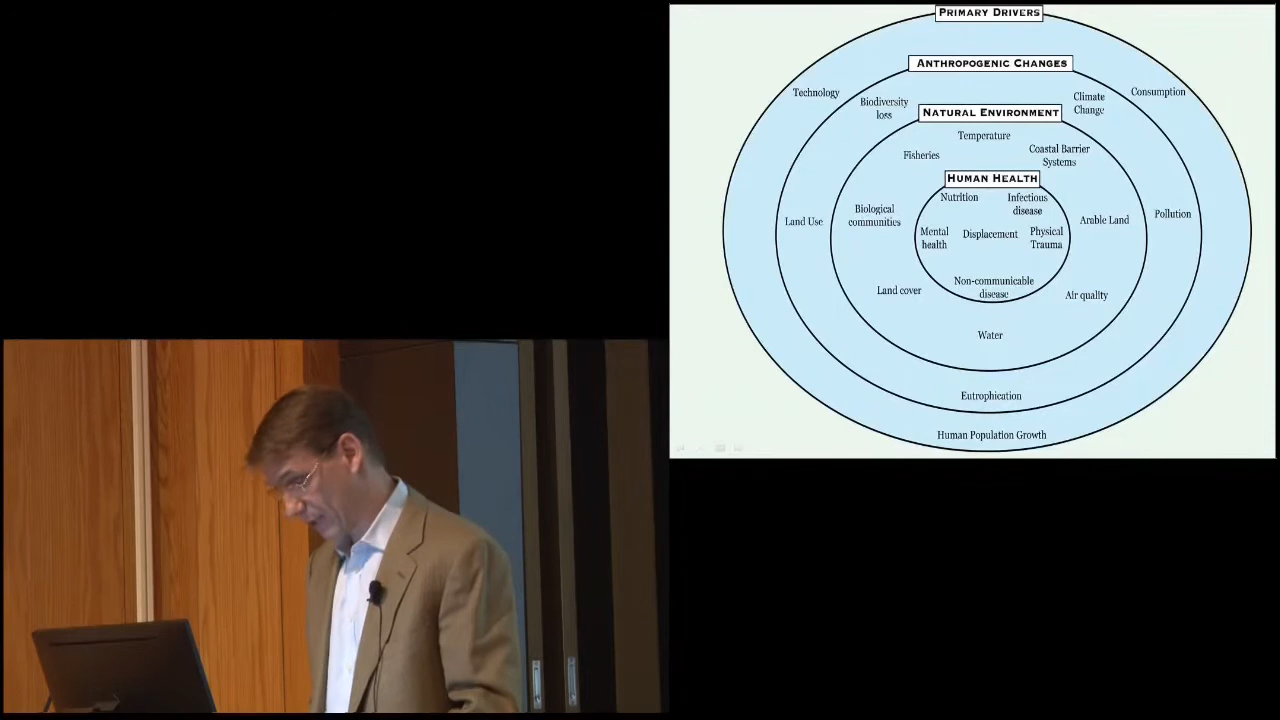 PRIMARY DRIVERS
ANTHROPOGENIC CHANGES
Technology
Consumption
Biodiversity
loss
Climate
Change
NATURAL ENVIRONMENT
Temperature
Fisheries
Coastal Barrier
Systems
HUMAN HEALTH
Nutrition
Infectious
disease
Biological
communities
Land Use
Arable Land
Pollution
Mental
health
Displacement
Physical
Trauma
Non-communicable
disease
Land cover
Air quality
Water
Eutrophication
Human Population Growth